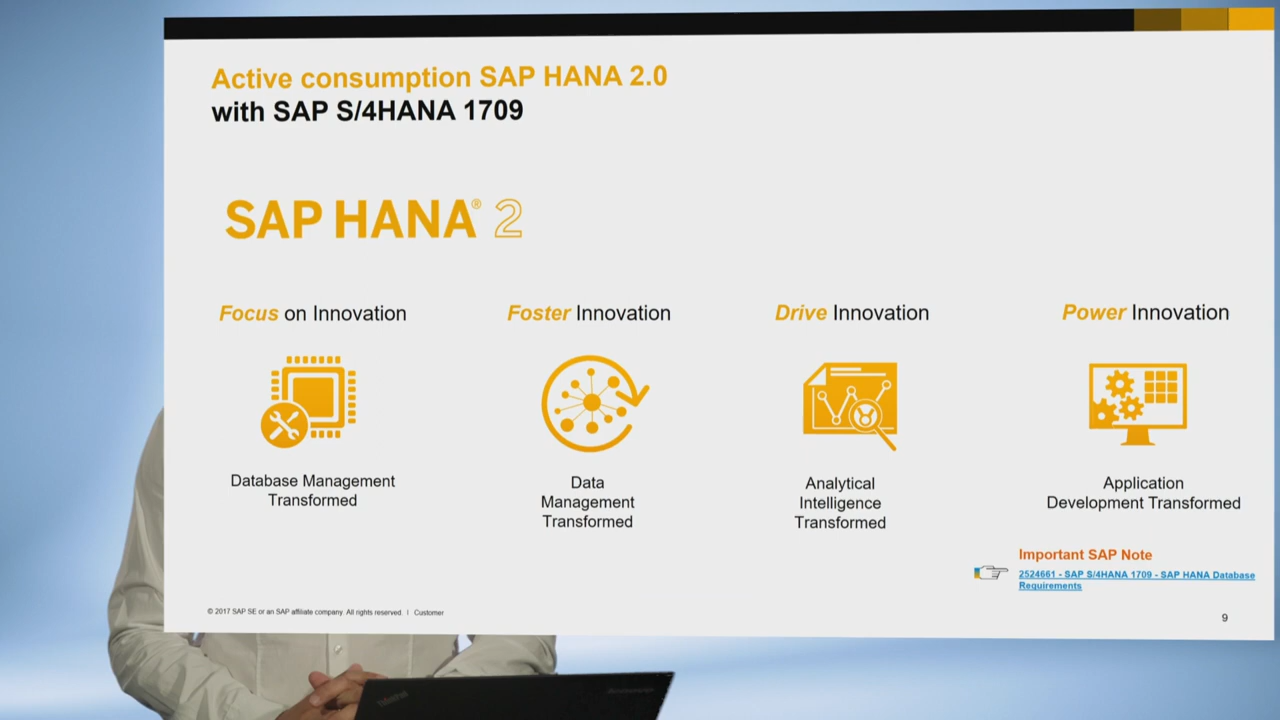 Active consumption SAP HANA 2.0
with SAP S/4HANA 1709
SAP HANA® 2
Focus on Innovation
Foster Innovation
Drive Innovation
Power Innovation
Database Management
Transformed
Data
Management
Transformed
Analytical
Intelligence
Transformed
Application
Development Transformed
Important SAP Note
2524661 - SAP S/4HANA 1709 - SAP HANA Database
Requirements
© 2017 SAP SE or an SAP affiliate company. All rights reserved. | Customer
9
ThinkPad